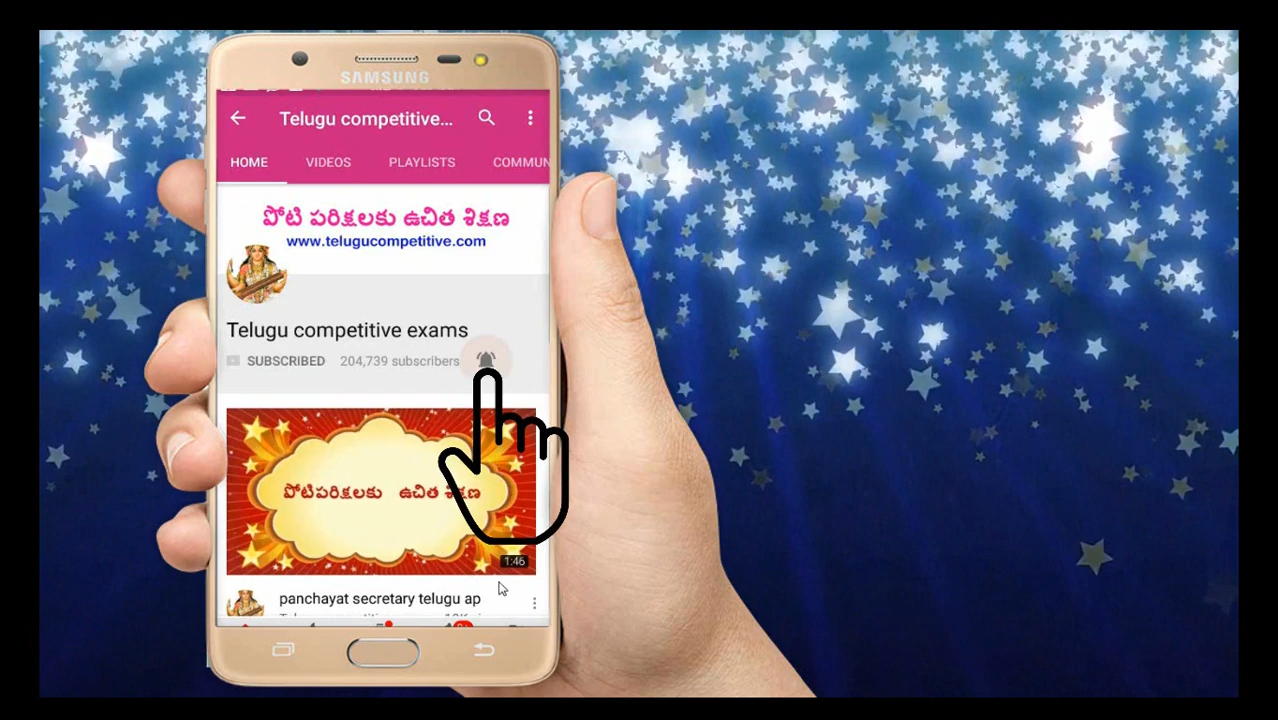 SAMSUNG
Telugu competitive...
HOME VIDEOS PLAYLISTS COMMUN
పోటి పరిక్షలకు ఉచిత శిక్షణ
www.telugucompetitive.com
Telugu competitive exams
SUBSCRIBED 204,739 subscribers
పోటిపరిక్షలకు ఉచిత శిక్షణ
1:46
panchayat secretary telugu ap